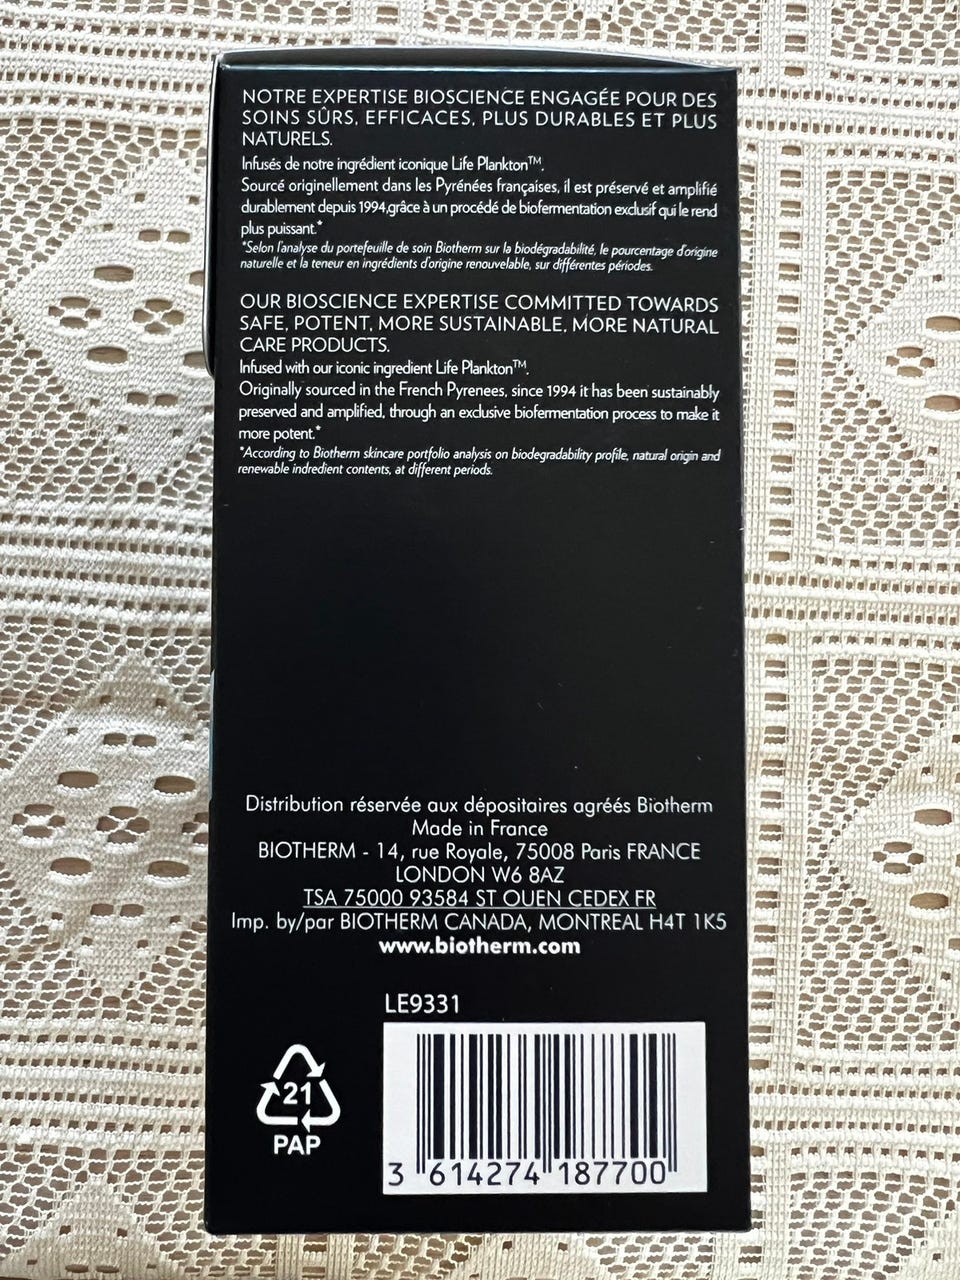 NOTRE EXPERTISE BIOSCIENCE ENGAGÉE POUR DES
SOINS SÛRS, EFFICACES, PLUS DURABLES ET PLUS
NATURELS.
Infusés de notre ingrédient iconique Life Plankton™.
Sourcé originellement dans les Pyrénées françaises, il est préservé et amplifié
durablement depuis 1994,grâce à un procédé de biofermentation exclusif qui le rend
plus puissant.*
*Selon l'analyse du portefeuille de soin Biotherm sur la biodégradabilité, le pourcentage d'origine
naturelle et la teneur en ingrédients d'origine renouvelable, sur différentes périodes.
OUR BIOSCIENCE EXPERTISE COMMITTED TOWARDS
SAFE, POTENT, MORE SUSTAINABLE, MORE NATURAL
CARE PRODUCTS.
Infused with our iconic ingredient Life Plankton™.
Originally sourced in the French Pyrenees, since 1994 it has been sustainably
preserved and amplified, through an exclusive biofermentation process to make it
more potent.*
*According to Biotherm skincare portfolio analysis on biodegradability profile, natural origin and
renewable indredient contents, at different periods.
Distribution réservée aux dépositaires agréés Biotherm
Made in France
BIOTHERM - 14, rue Royale, 75008 Paris FRANCE
LONDON W6 8AZ
TSA 75000 93584 ST OUEN CEDEX FR
Imp. by/par BIOTHERM CANADA, MONTREAL H4T 1K5
www.biotherm.com
LE9331
21
PAP
3 614274 187700